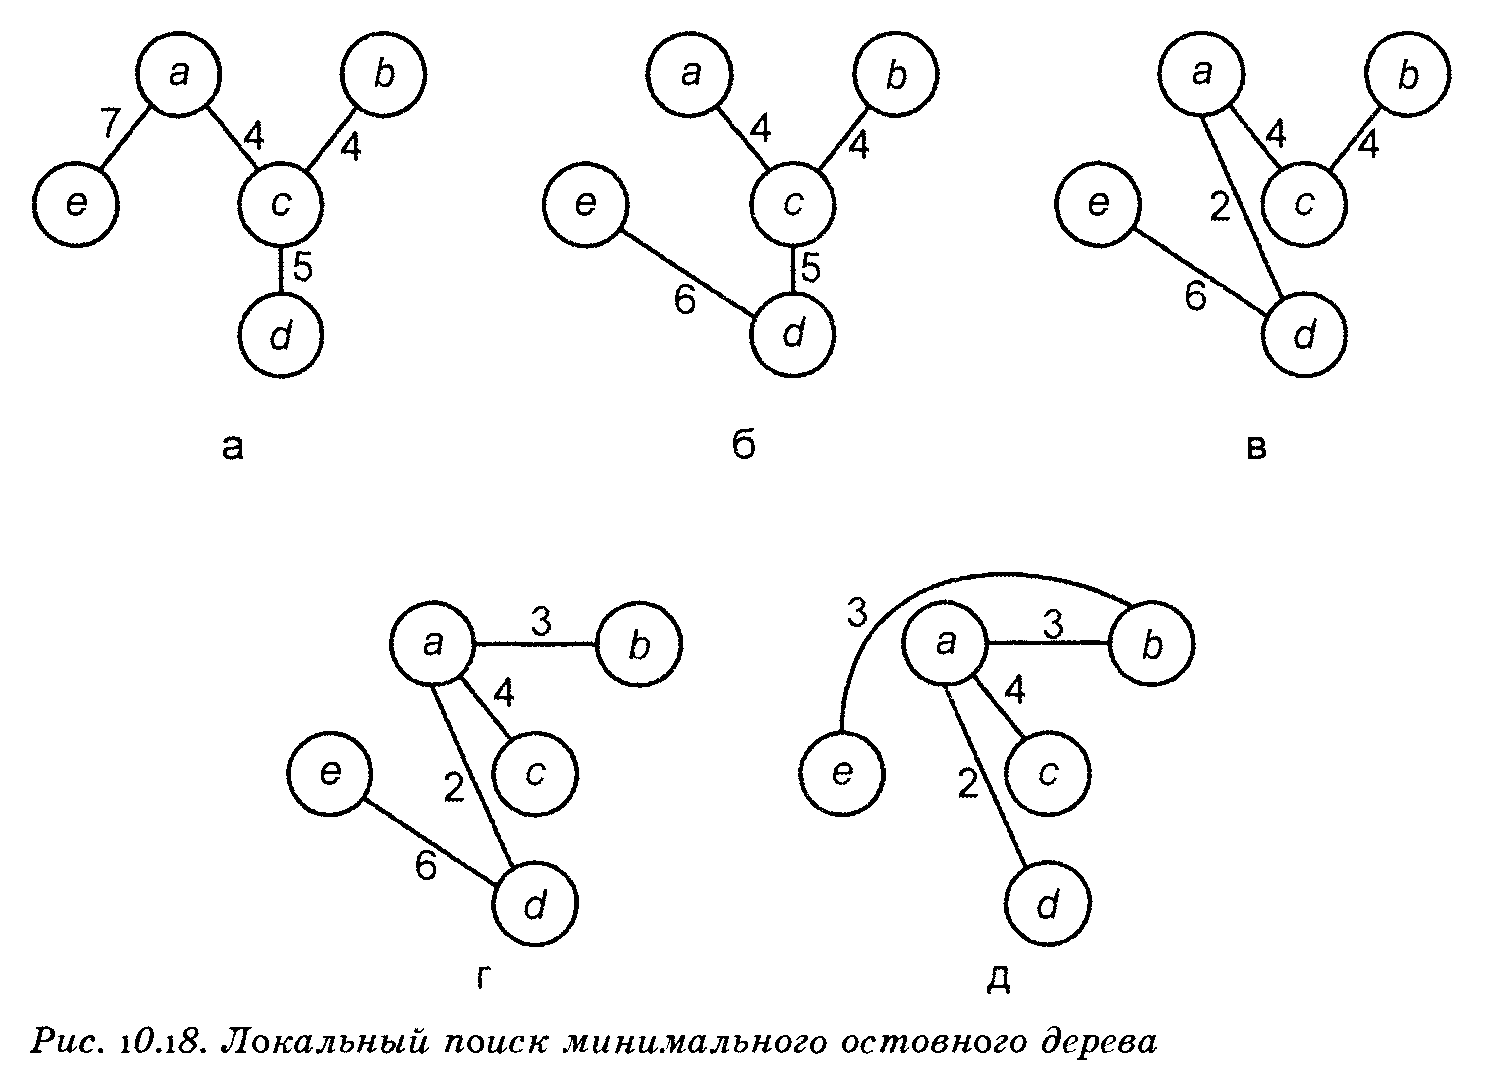 a b a b a b
7 4 4 4 4 4 4
e c e c e c
5 5 2
6 6
d d d
а б в
3 3 3
a b a b
4 4
e c e c
2 2
6
d d
г д
Рис. 10.18. Локальный поиск минимального остовного дерева